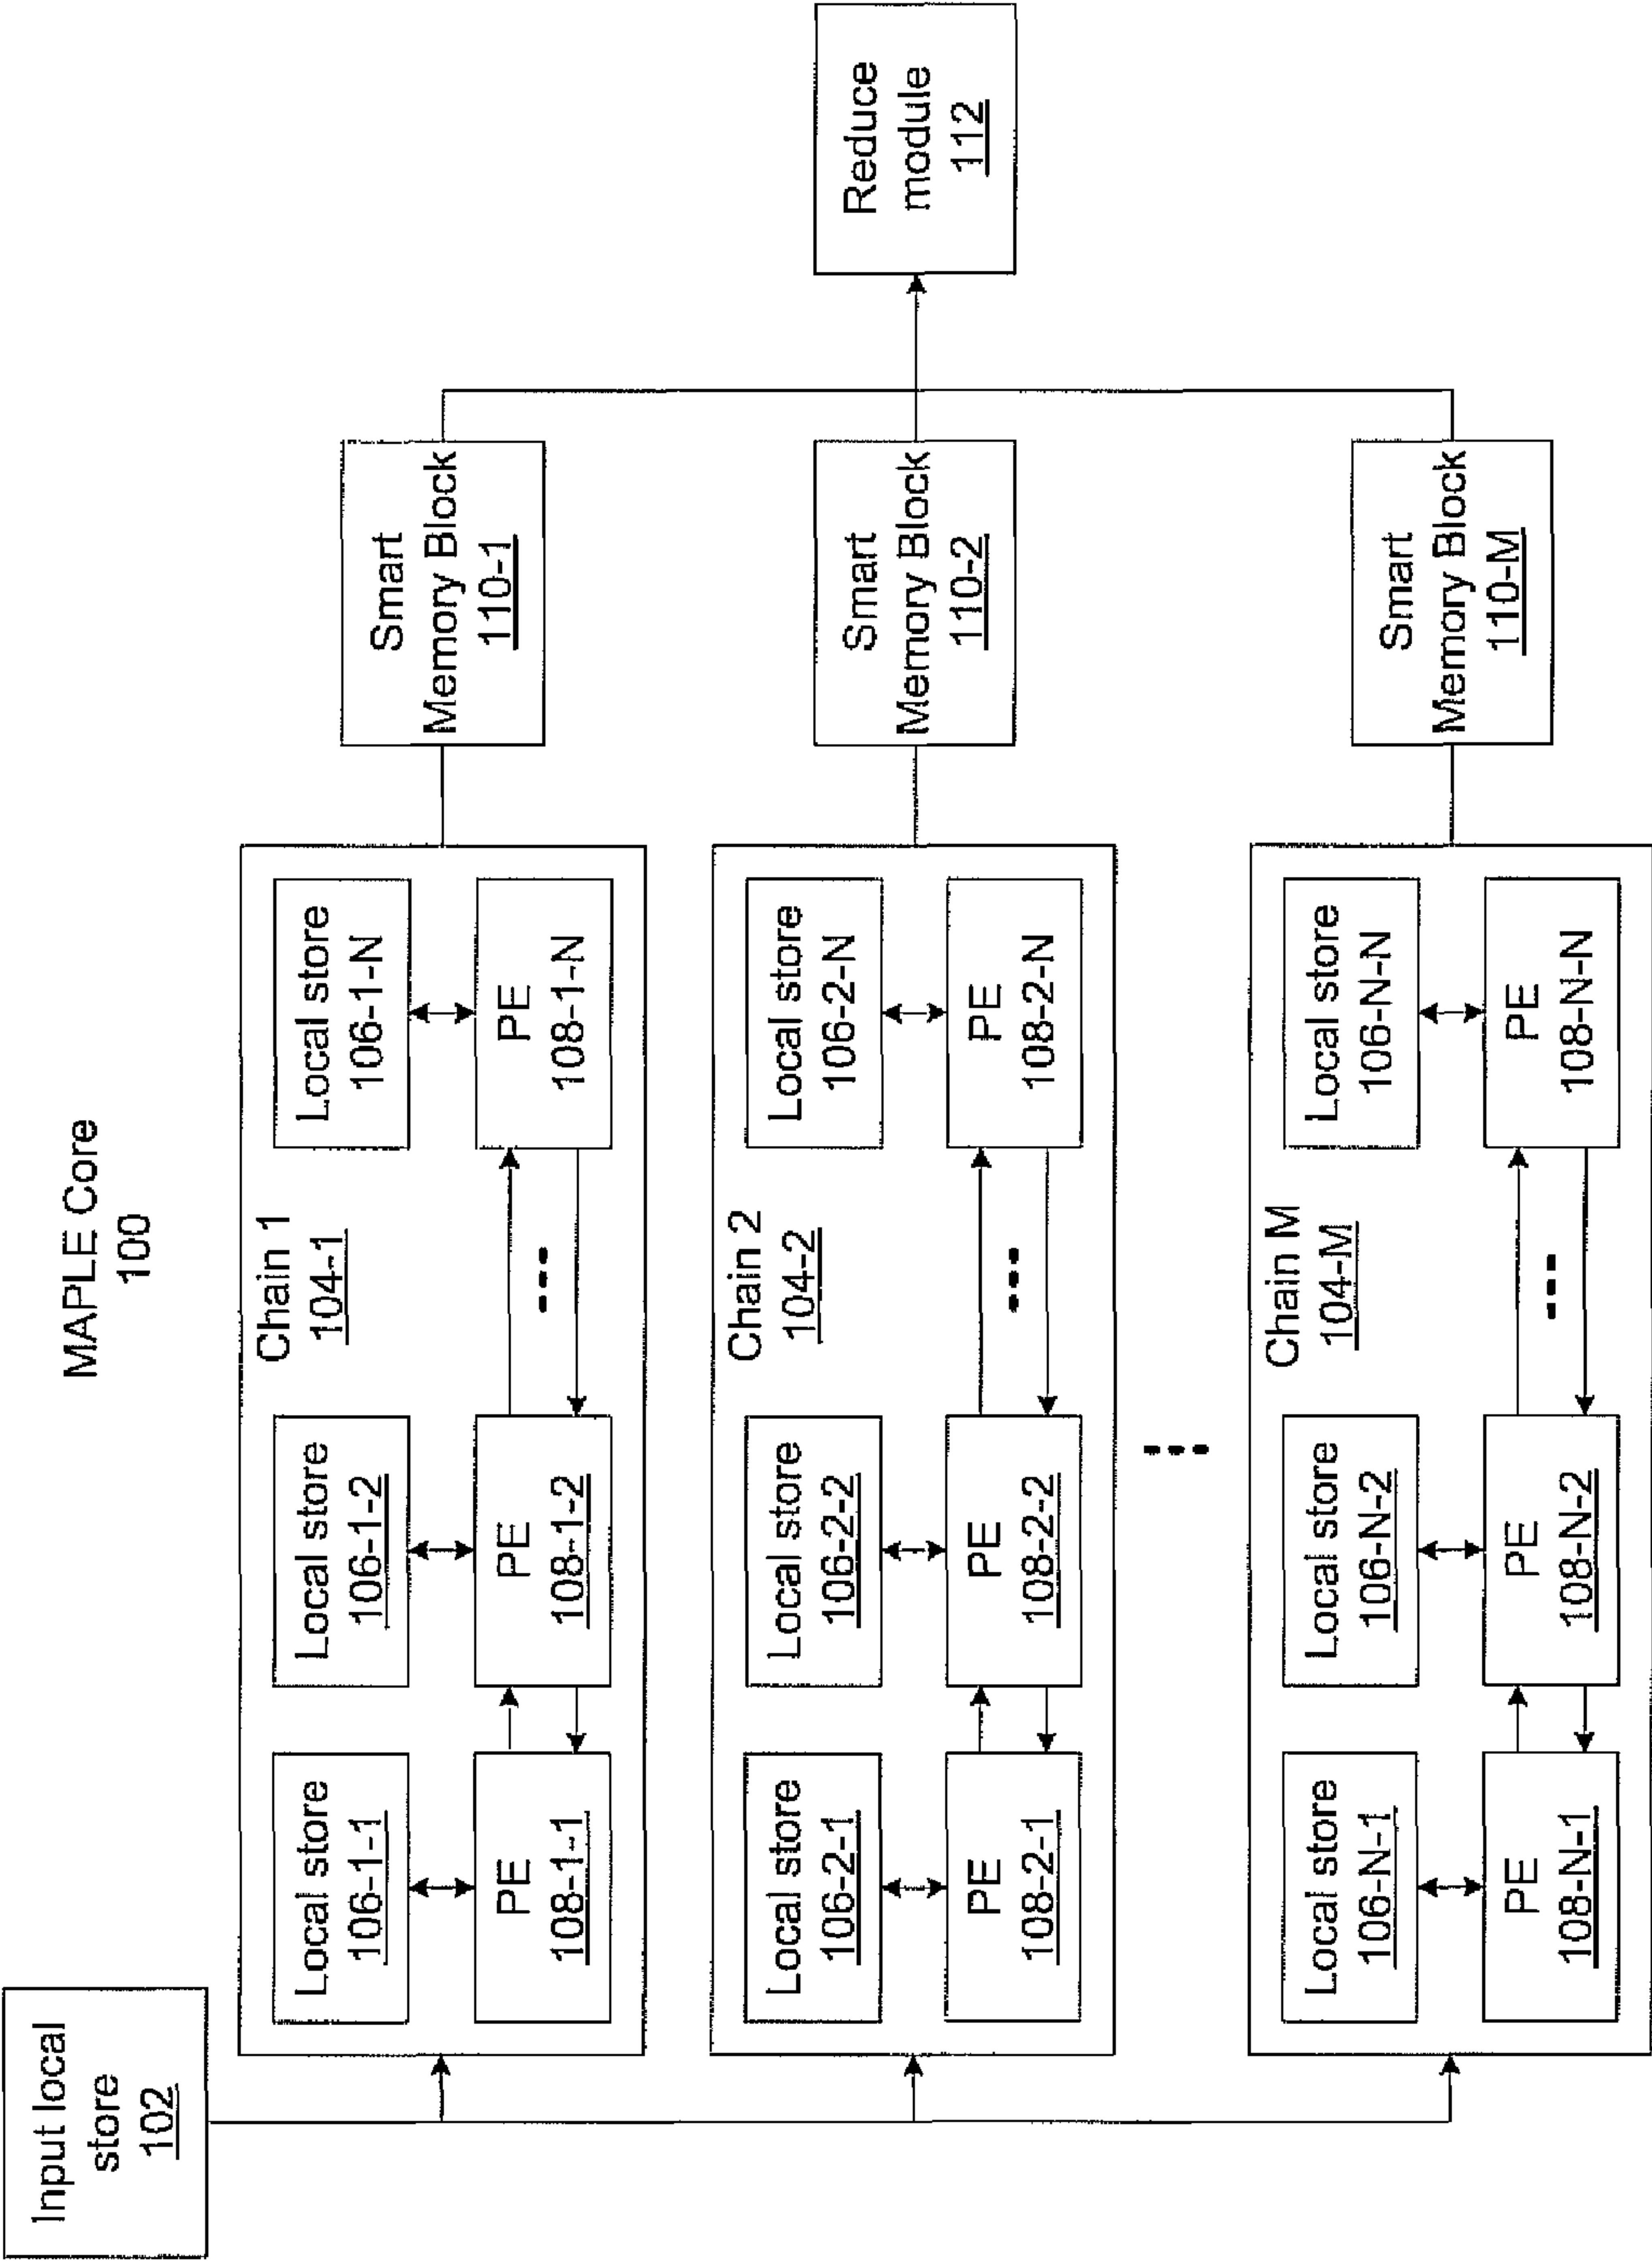 MAPLE Core
100
Input local
store
102
Chain 1
104-1
Local store
106-1-1
Local store
106-1-2
Local store
106-1-N
PE
108-1-1
PE
108-1-2
PE
108-1-N
Smart
Memory Block
110-1
Chain 2
104-2
Local store
106-2-1
Local store
106-2-2
Local store
106-2-N
PE
108-2-1
PE
108-2-2
PE
108-2-N
Smart
Memory Block
110-2
Reduce
module
112
Chain M
104-M
Local store
106-N-1
Local store
106-N-2
Local store
106-N-N
PE
108-N-1
PE
108-N-2
PE
108-N-N
Smart
Memory Block
110-M